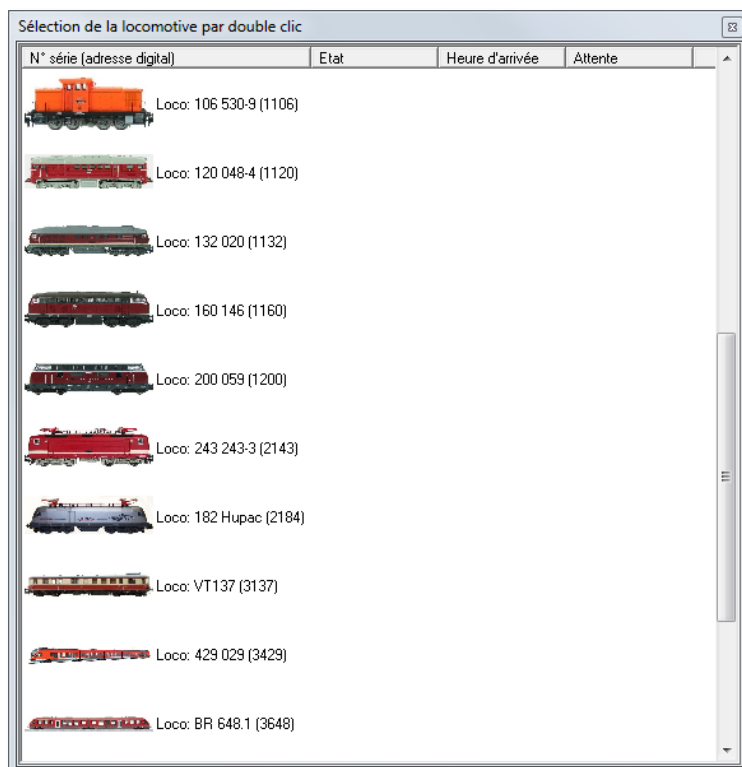 Sélection de la locomotive par double clic
N° série (adresse digital) Etat Heure d'arrivée Attente
Loco: 106 530-9 (1106)
Loco: 120 048-4 (1120)
Loco: 132 020 (1132)
Loco: 160 146 (1160)
Loco: 200 059 (1200)
Loco: 243 243-3 (2143)
Loco: 182 Hupac (2184)
Loco: VT137 (3137)
Loco: 429 029 (3429)
Loco: BR 648.1 (3648)